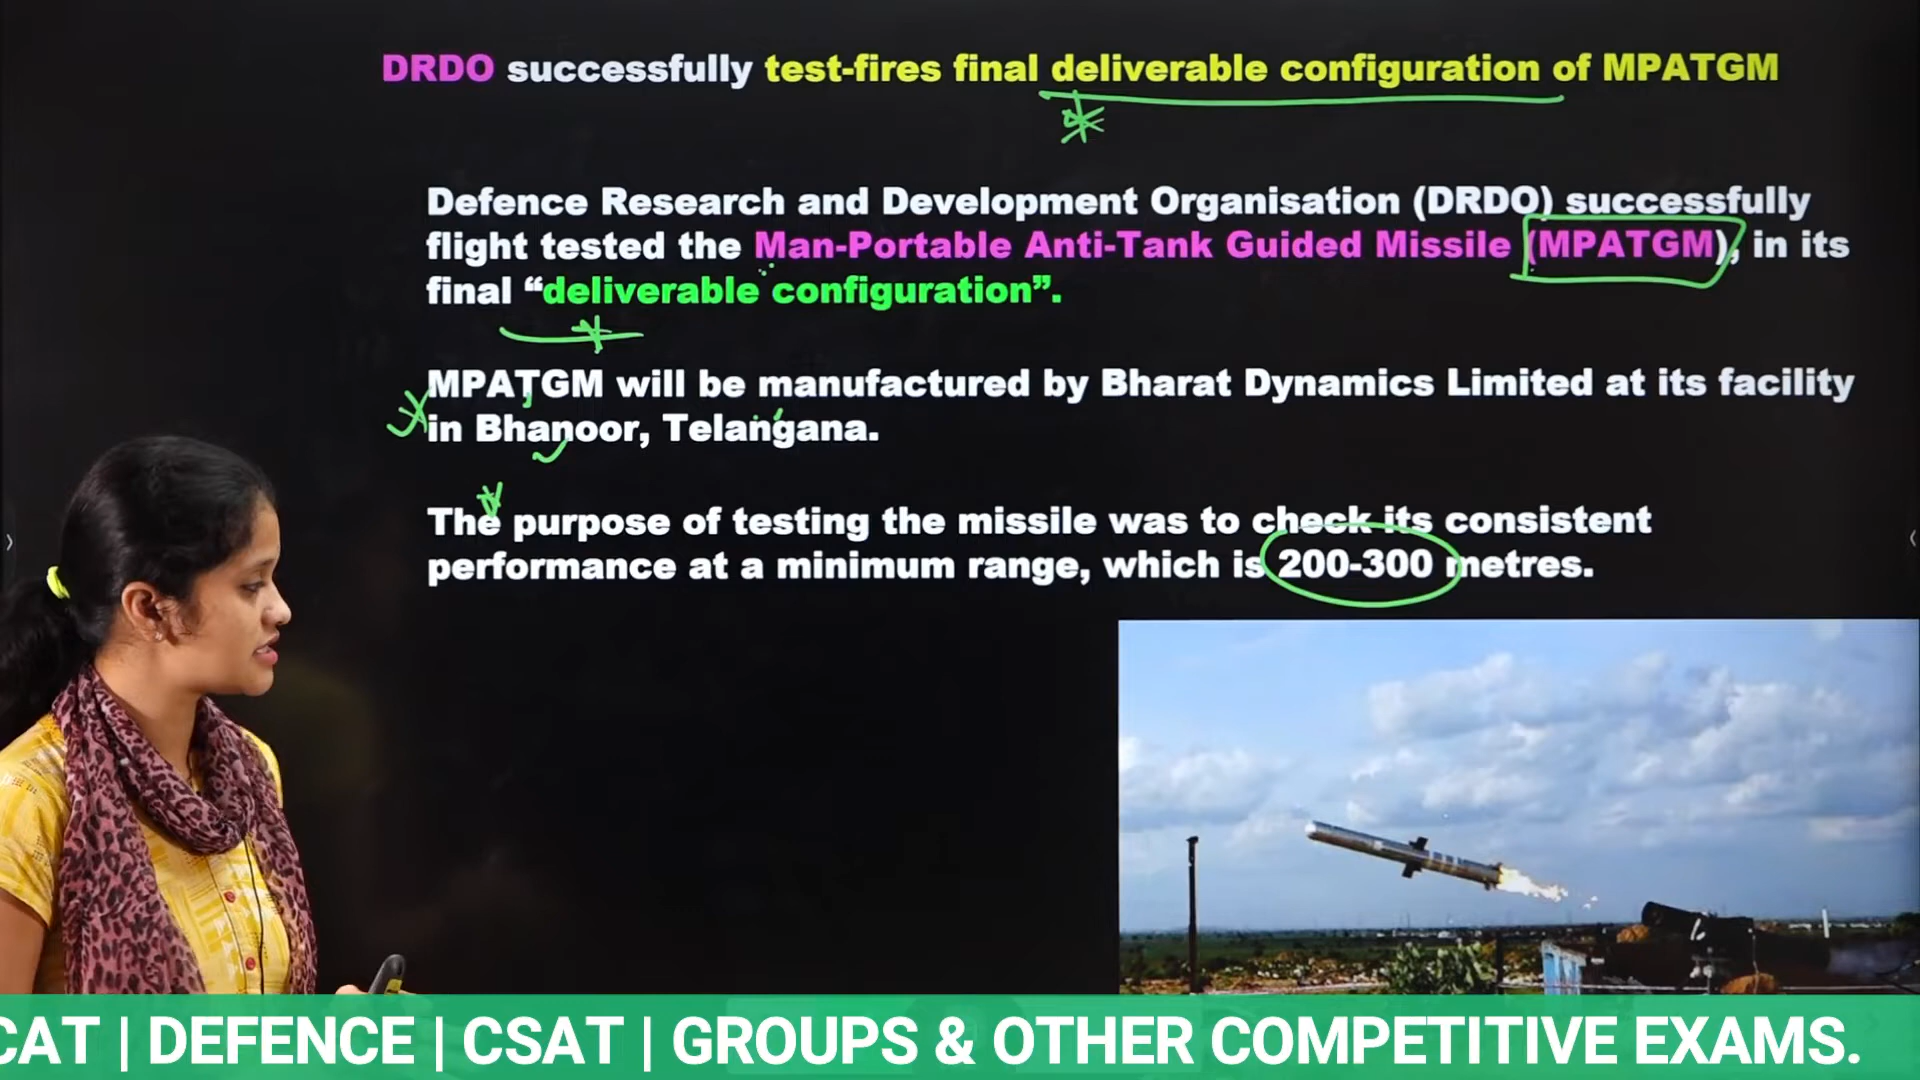 DRDO successfully test-fires final deliverable configuration of MPATGM
Defence Research and Development Organisation (DRDO) successfully
flight tested the Man-Portable Anti-Tank Guided Missile (MPATGM), in its
final “deliverable configuration”.
MPATGM will be manufactured by Bharat Dynamics Limited at its facility
in Bhanoor, Telangana.
The purpose of testing the missile was to check its consistent
performance at a minimum range, which is 200-300 metres.
CAT | DEFENCE | CSAT | GROUPS & OTHER COMPETITIVE EXAMS.